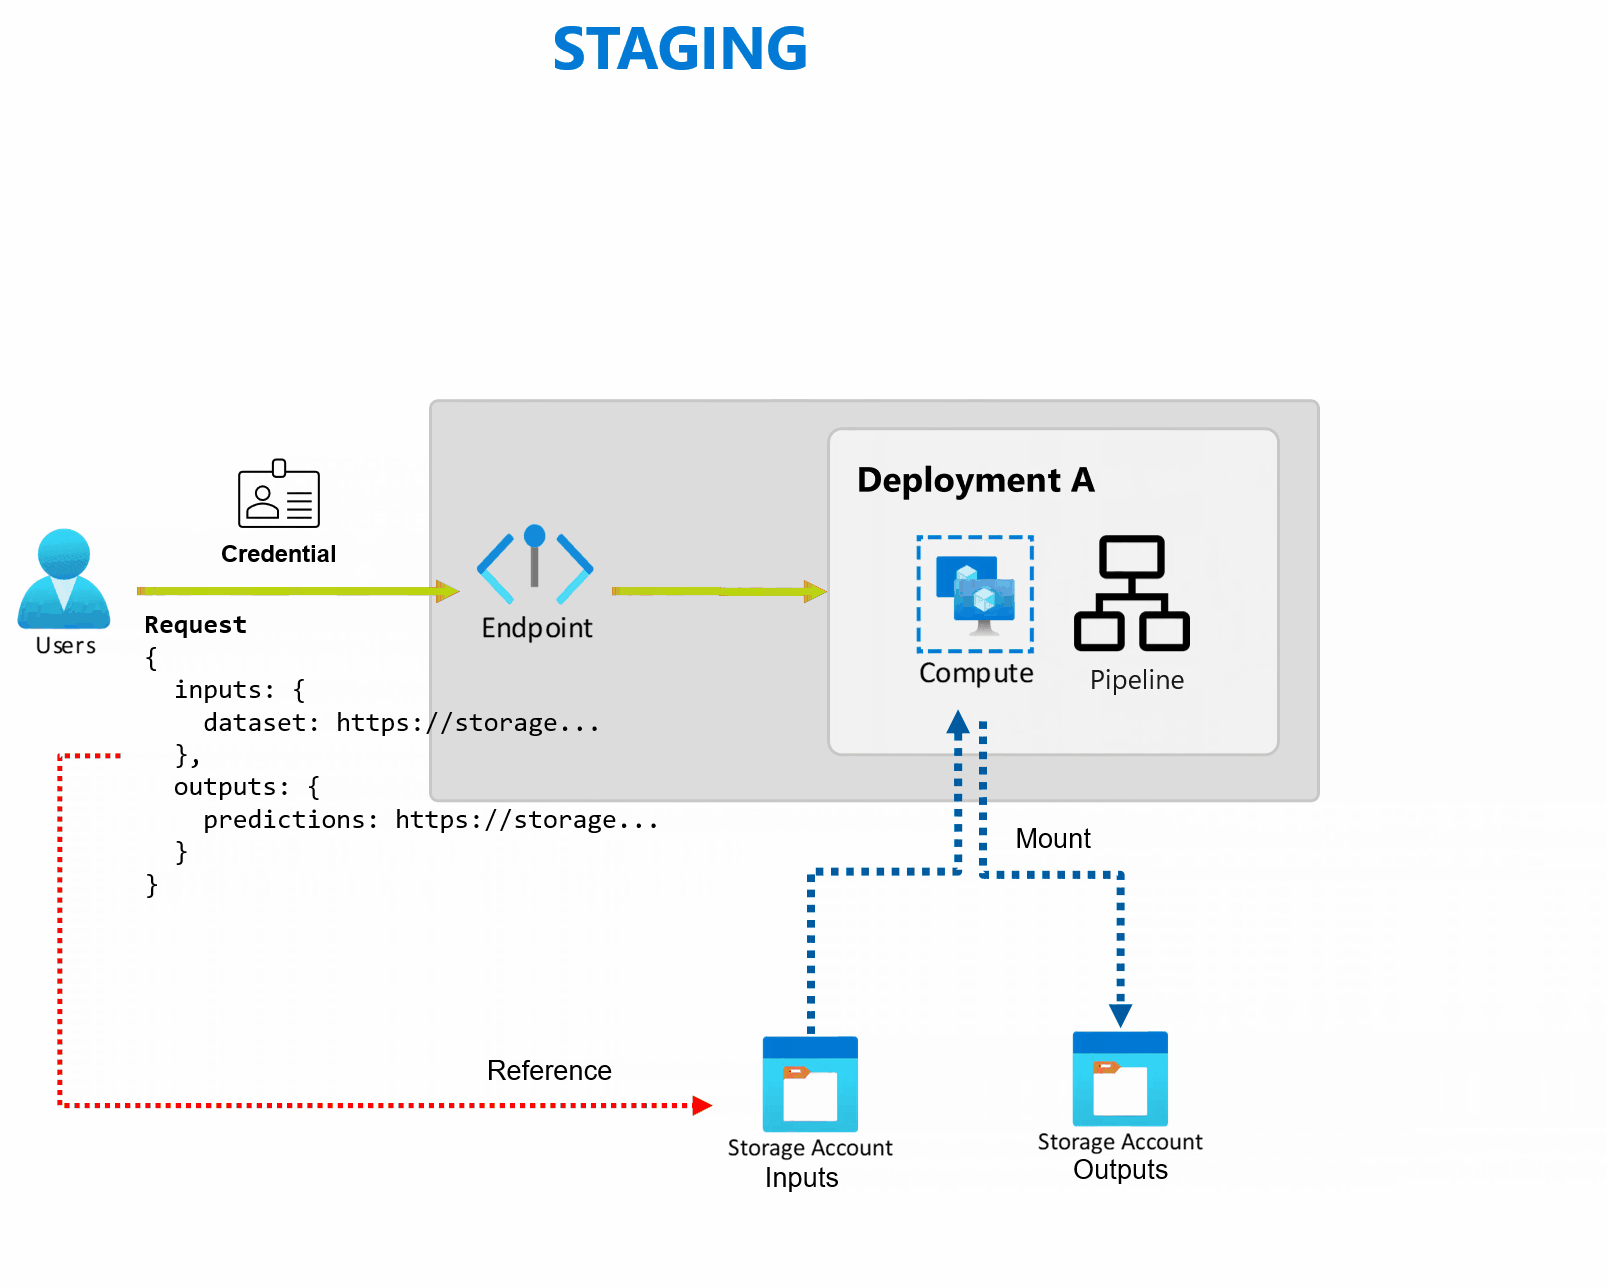 STAGING
Deployment A
Credential
Users
Request
{
  inputs: {
    dataset: https://storage...
  },
  outputs: {
    predictions: https://storage...
  }
}
Endpoint
Compute
Pipeline
Mount
Reference
Storage Account
Inputs
Storage Account
Outputs